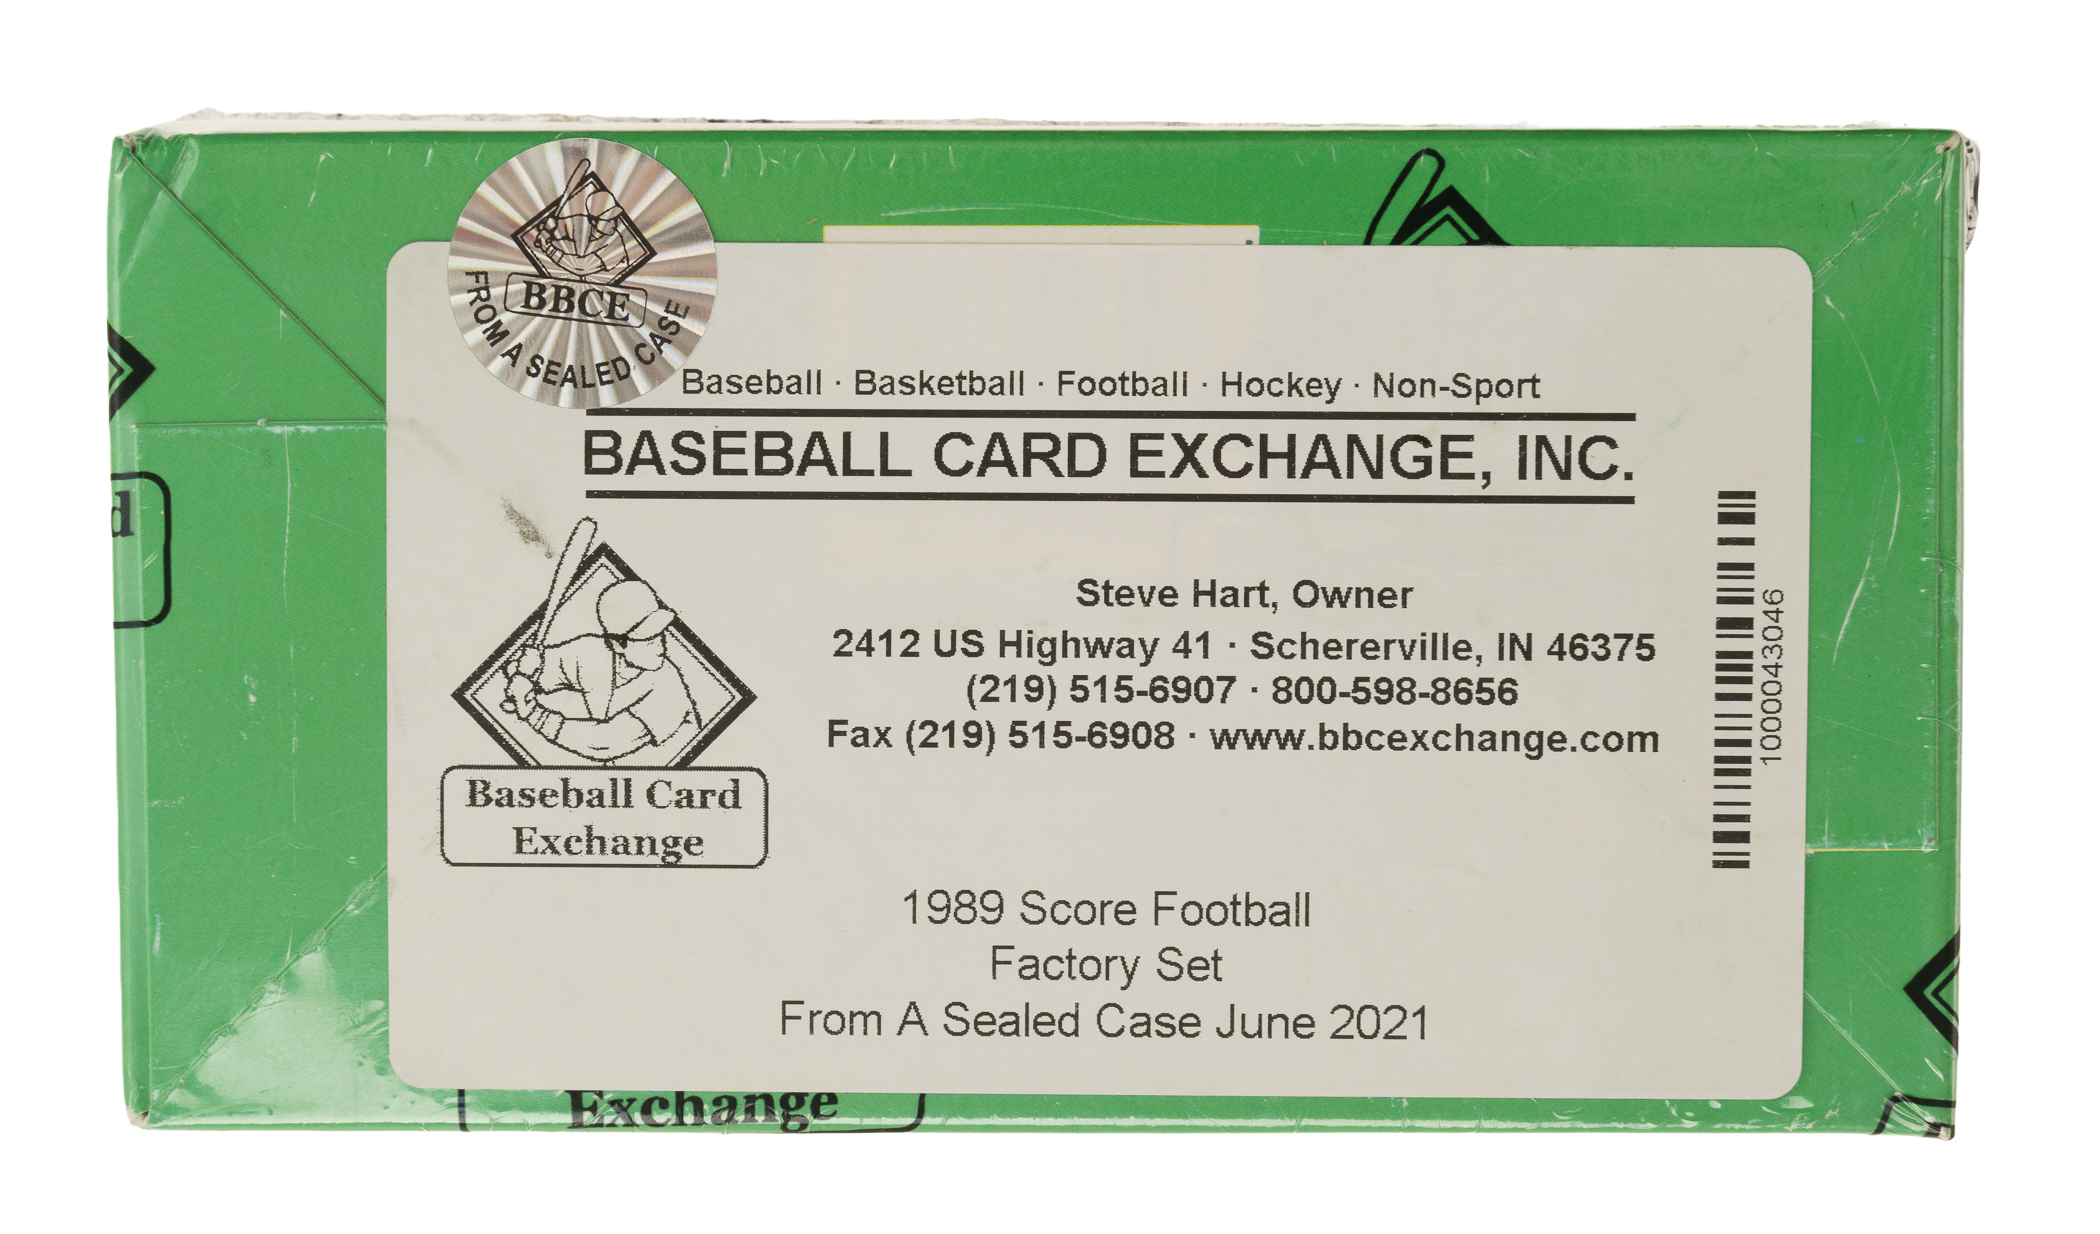 BBCE
FROM A SEALED CASE
Baseball · Basketball · Football · Hockey · Non-Sport
BASEBALL CARD EXCHANGE, INC.
d
Steve Hart, Owner
2412 US Highway 41 · Schererville, IN 46375
(219) 515-6907 · 800-598-8656
Fax (219) 515-6908 · www.bbcexchange.com
1000043046
Baseball Card
Exchange
1989 Score Football
Factory Set
From A Sealed Case June 2021
Exchange